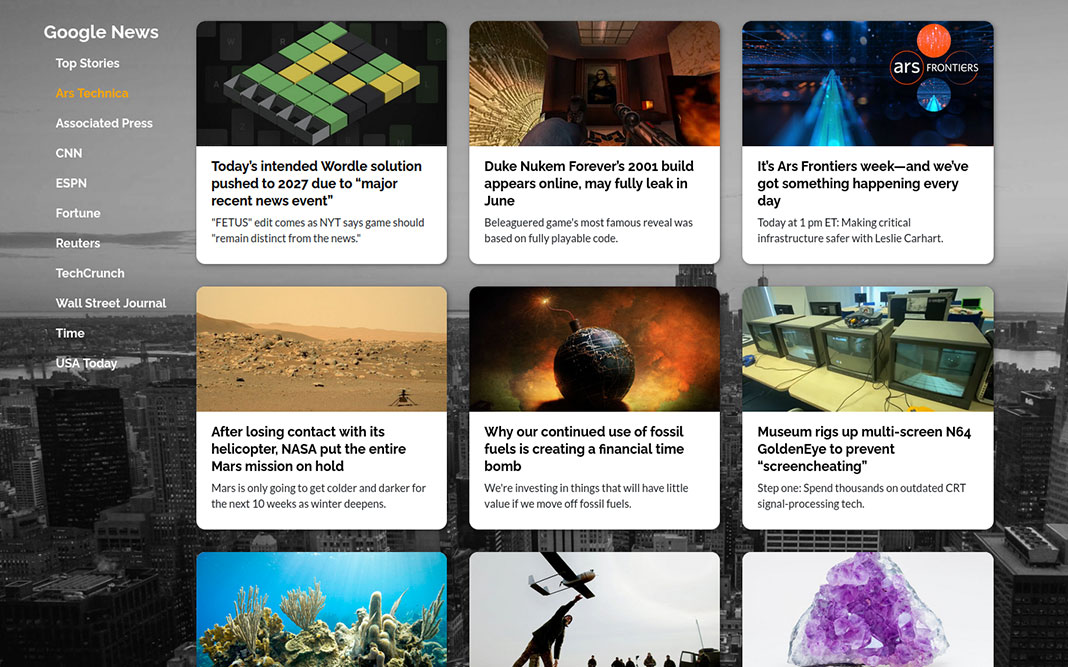 Google News
Top Stories
Ars Technica
Associated Press
CNN
ESPN
Fortune
Reuters
TechCrunch
Wall Street Journal
Time
USA Today
Today’s intended Wordle solution
pushed to 2027 due to “major
recent news event”
"FETUS" edit comes as NYT says game should
"remain distinct from the news."
Duke Nukem Forever’s 2001 build
appears online, may fully leak in
June
Beleaguered game's most famous reveal was
based on fully playable code.
ars FRONTIERS
It’s Ars Frontiers week—and we’ve
got something happening every
day
Today at 1 pm ET: Making critical
infrastructure safer with Leslie Carhart.
After losing contact with its
helicopter, NASA put the entire
Mars mission on hold
Mars is only going to get colder and darker for
the next 10 weeks as winter deepens.
Why our continued use of fossil
fuels is creating a financial time
bomb
We're investing in things that will have little
value if we move off fossil fuels.
Museum rigs up multi-screen N64
GoldenEye to prevent
“screencheating”
Step one: Spend thousands on outdated CRT
signal-processing tech.